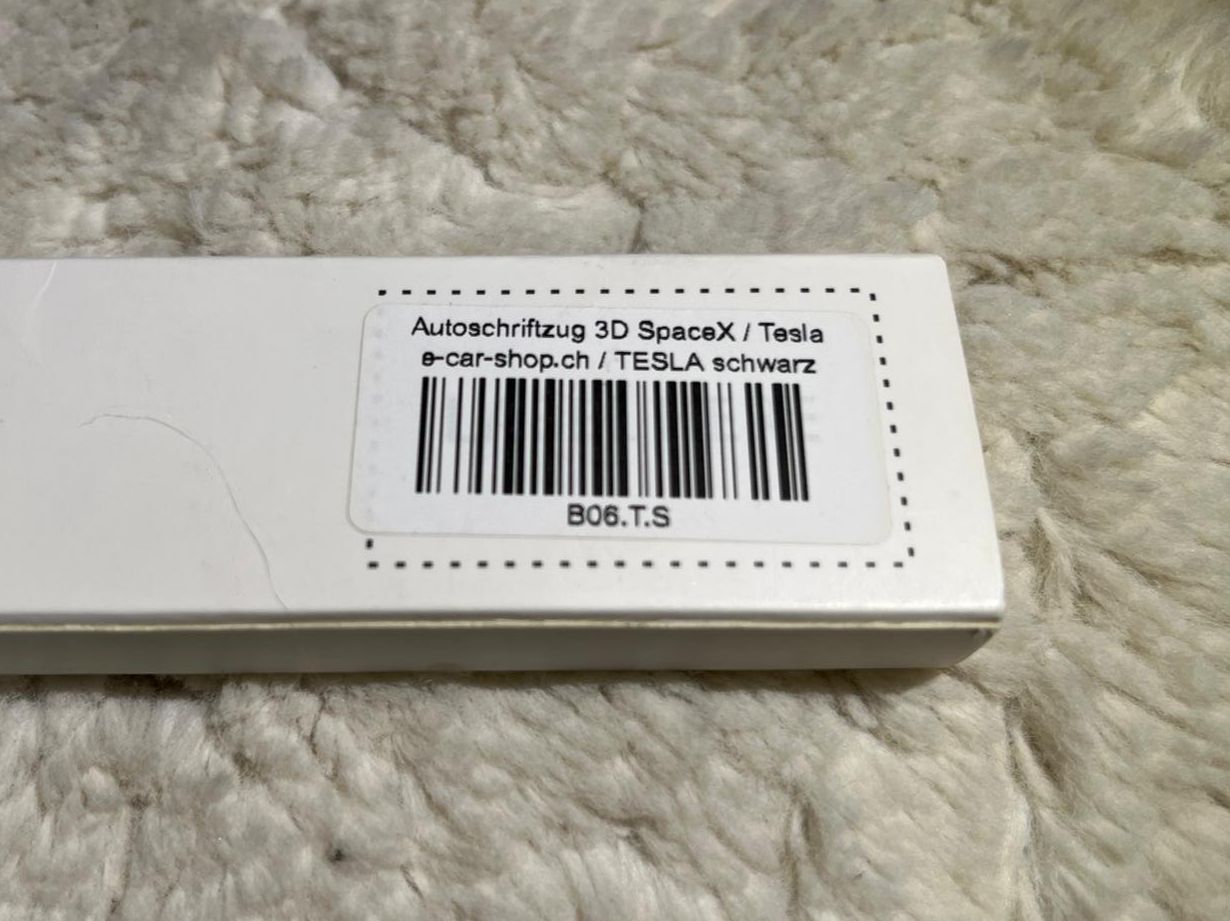 Autoschriftzug 3D SpaceX / Tesla
e-car-shop.ch / TESLA schwarz
B06.T.S